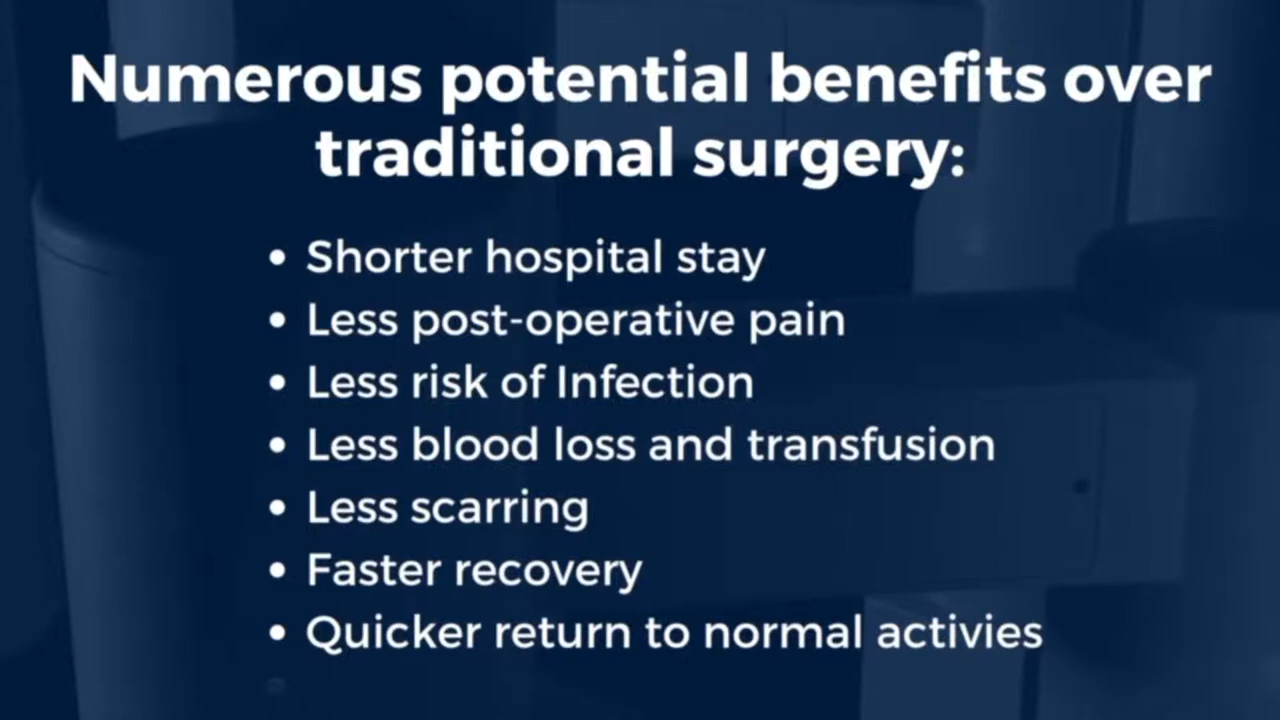 Numerous potential benefits over
traditional surgery:
• Shorter hospital stay
• Less post-operative pain
• Less risk of Infection
• Less blood loss and transfusion
• Less scarring
• Faster recovery
• Quicker return to normal activies